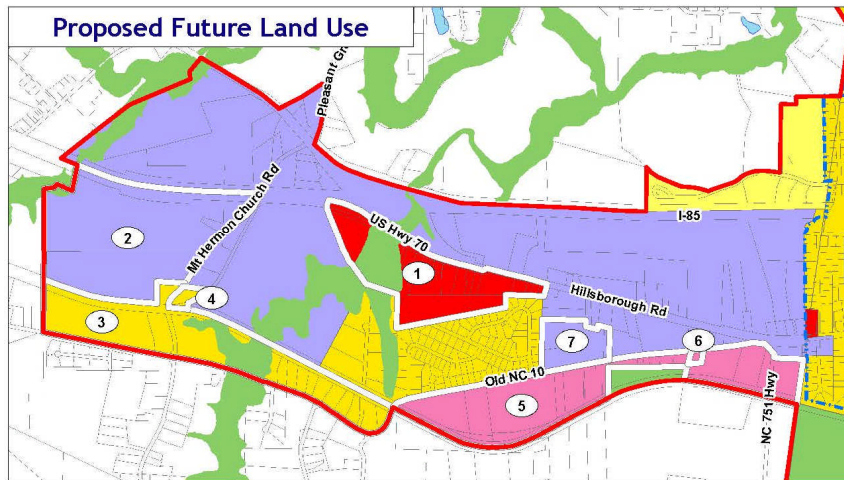 Proposed Future Land Use
Pleasant Gr
Mt Hermon Church Rd
US Hwy 70
I-85
Hillsborough Rd
Old NC 10
NC 751 Hwy
1
2
3
4
5
6
7